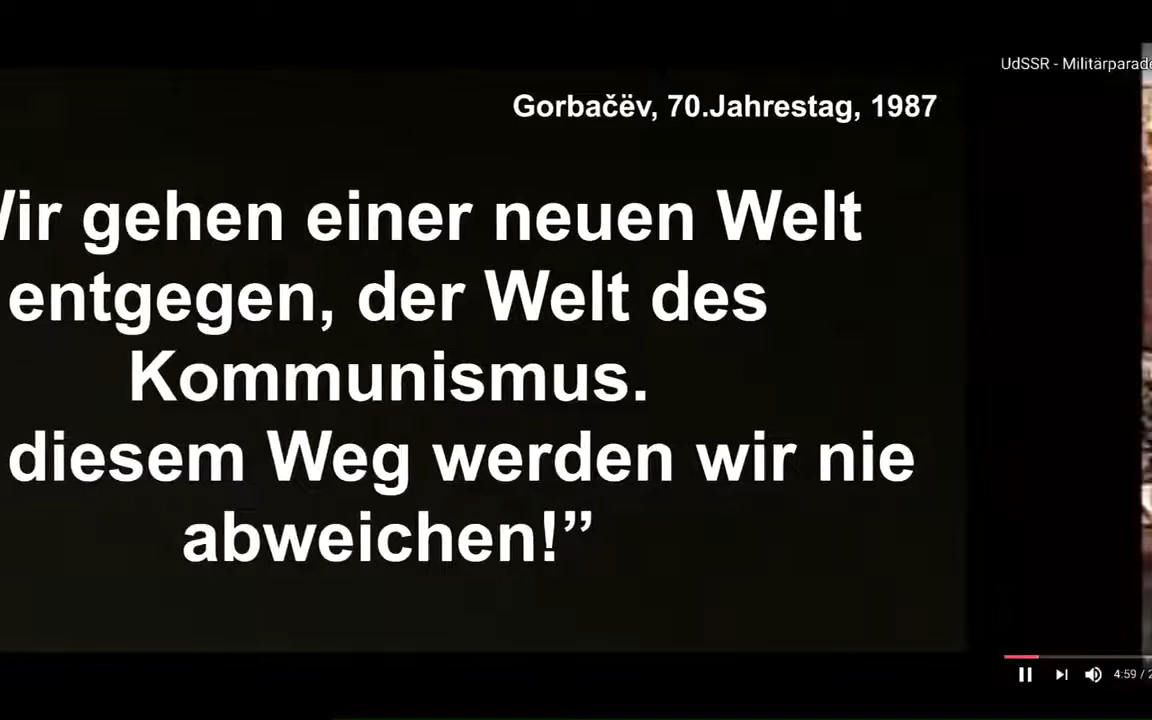 UdSSR - Militärparade
Gorbačëv, 70.Jahrestag, 1987
Wir gehen einer neuen Welt
entgegen, der Welt des
Kommunismus.
diesem Weg werden wir nie
abweichen!”
4:59 / 2